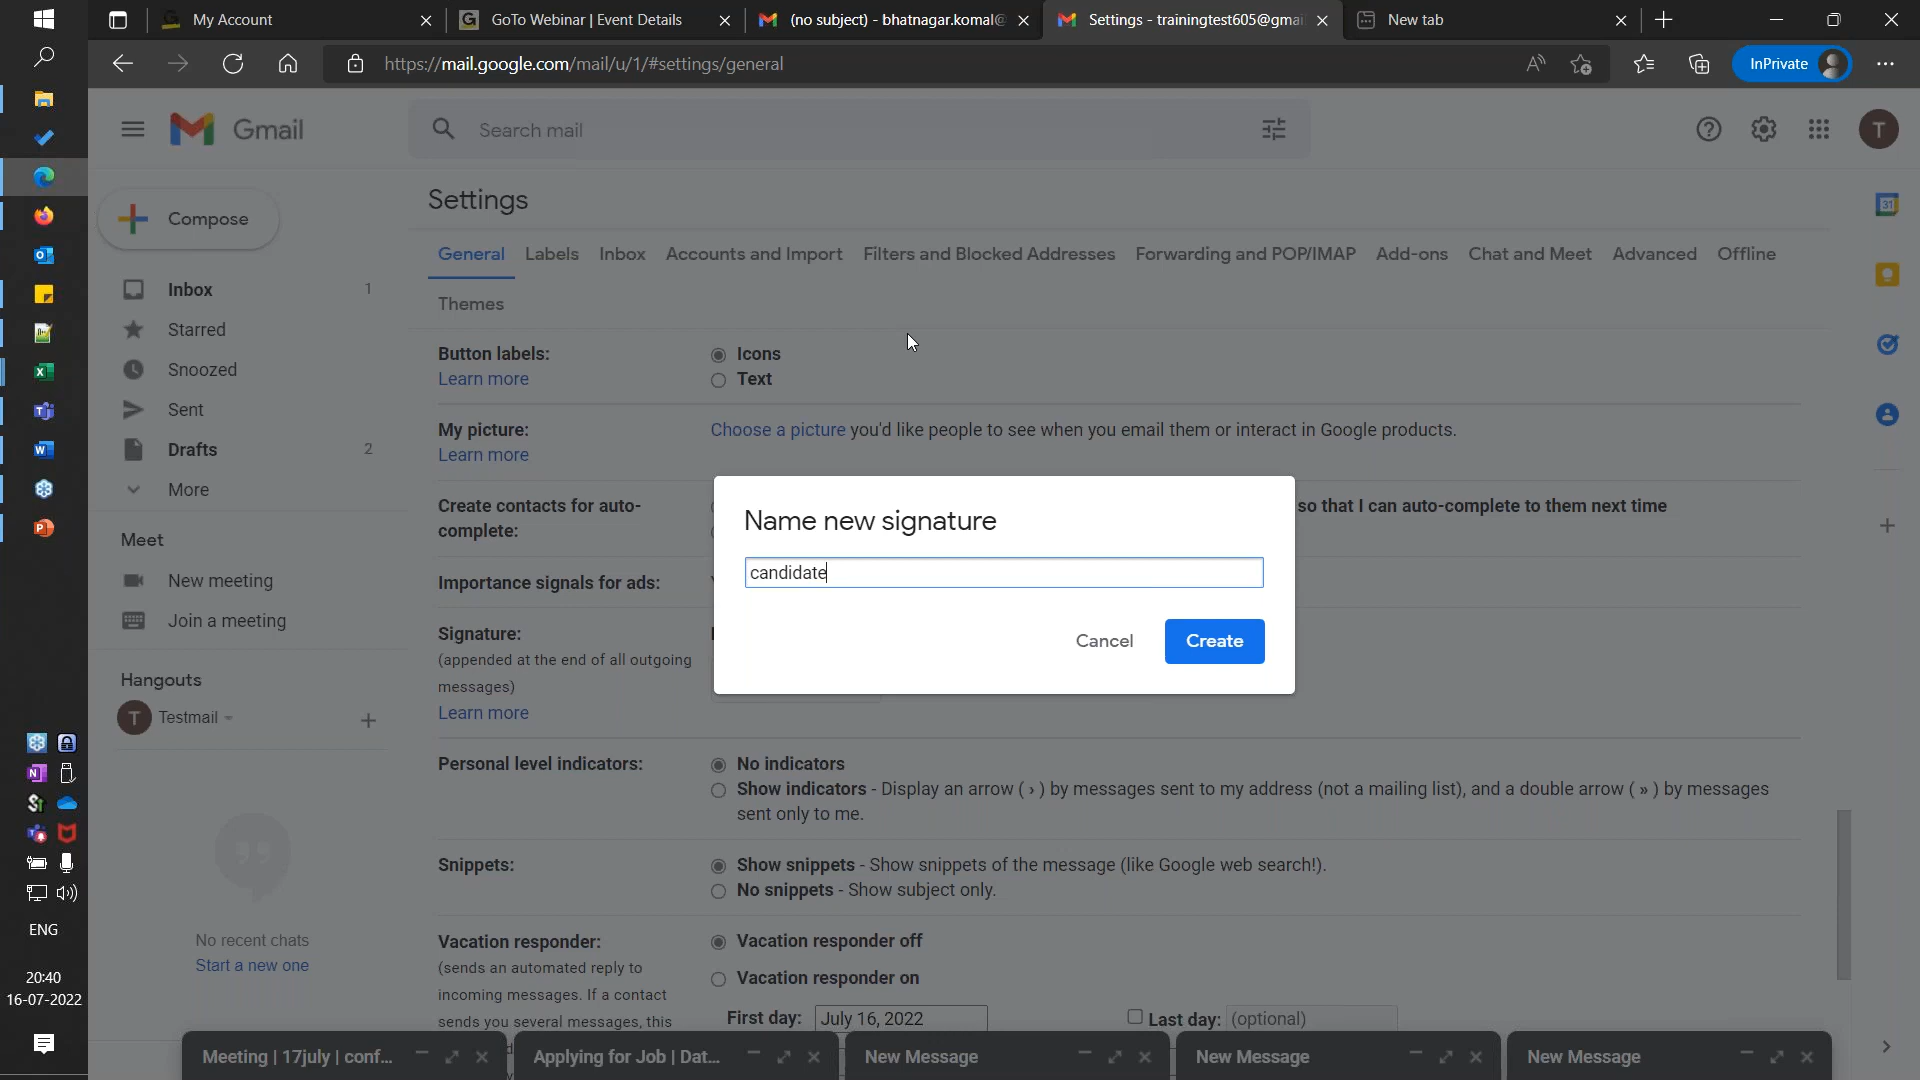 My Account
GoTo Webinar | Event Details
(no subject) - bhatnagar.komal@
Settings - trainingtest605@gmai
New tab
https://mail.google.com/mail/u/1/#settings/general
InPrivate
Gmail
Search mail
T
Compose
Inbox 1
Starred
Snoozed
Sent
Drafts 2
More
Meet
New meeting
Join a meeting
Hangouts
T Testmail
No recent chats
Start a new one
Settings
General Labels Inbox Accounts and Import Filters and Blocked Addresses Forwarding and POP/IMAP Add-ons Chat and Meet Advanced Offline
Themes
Button labels:
Learn more
Icons
Text
My picture:
Learn more
Choose a picture you'd like people to see when you email them or interact in Google products.
Create contacts for auto-
complete:
so that I can auto-complete to them next time
Importance signals for ads:
Signature:
(appended at the end of all outgoing
messages)
Learn more
Name new signature
candidate
Cancel Create
Personal level indicators:
No indicators
Show indicators - Display an arrow ( › ) by messages sent to my address (not a mailing list), and a double arrow ( » ) by messages
sent only to me.
Snippets:
Show snippets - Show snippets of the message (like Google web search!).
No snippets - Show subject only.
Vacation responder:
(sends an automated reply to
incoming messages. If a contact
sends you several messages, this
Vacation responder off
Vacation responder on
First day: July 16, 2022
Last day: (optional)
Meeting | 17july | conf...
Applying for Job | Dat...
New Message
New Message
New Message
31
ENG
20:40
16-07-2022